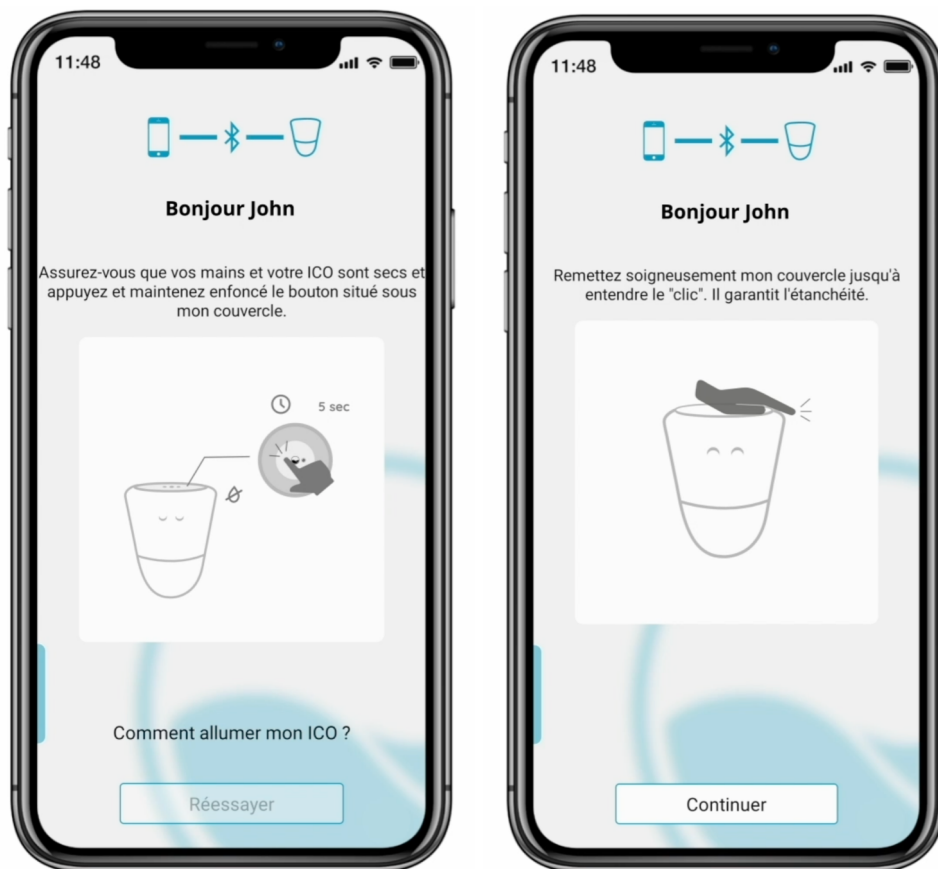 11:48
Bonjour John
Assurez-vous que vos mains et votre ICO sont secs et
appuyez et maintenez enfoncé le bouton situé sous
mon couvercle.
5 sec
Comment allumer mon ICO ?
Réessayer
11:48
Bonjour John
Remettez soigneusement mon couvercle jusqu'à
entendre le "clic". Il garantit l'étanchéité.
Continuer